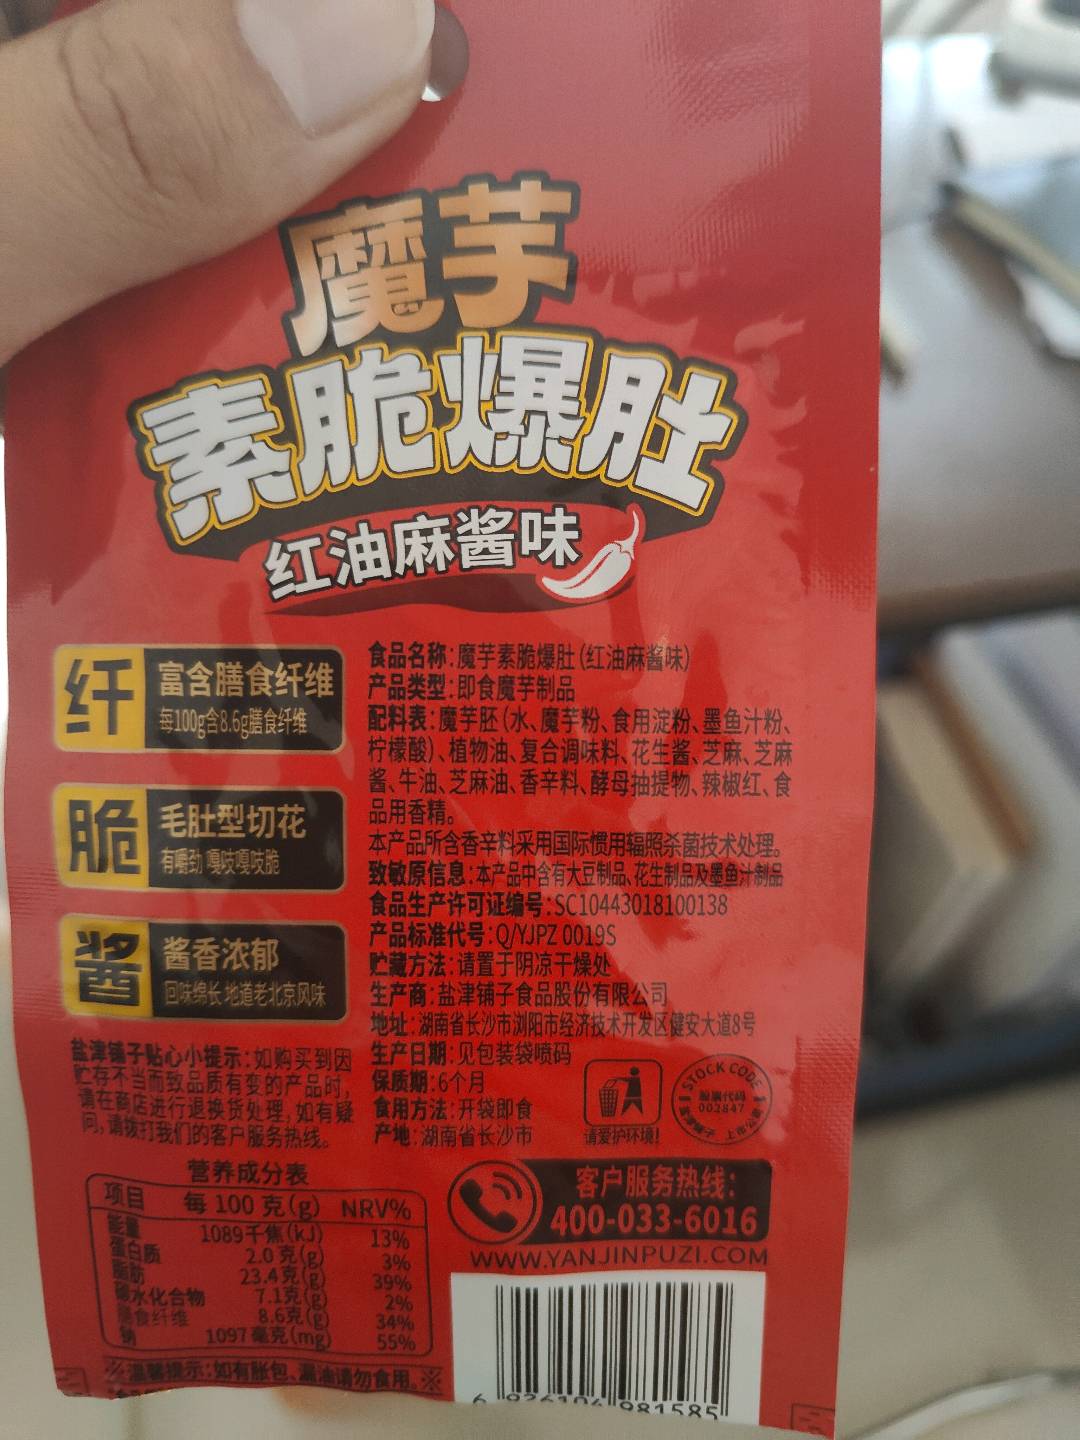 魔芋
素脆爆肚
红油麻酱味
纤
富含膳食纤维
每100g含8.6g膳食纤维
脆
毛肚型切花
有嚼劲 嘎吱嘎吱脆
酱
酱香浓郁
回味绵长 地道老北京风味
食品名称:魔芋素脆爆肚(红油麻酱味)
产品类型:即食魔芋制品
配料表:魔芋胚(水、魔芋粉、食用淀粉、墨鱼汁粉、
柠檬酸)、植物油、复合调味料、花生酱、芝麻、芝麻
酱、牛油、芝麻油、香辛料、酵母抽提物、辣椒红、食
品用香精。
本产品所含香辛料采用国际惯用辐照杀菌技术处理。
致敏原信息:本产品中含有大豆制品、花生制品及墨鱼汁制品
食品生产许可证编号:SC10443018100138
产品标准代号:Q/YJPZ 0019S
贮藏方法:请置于阴凉干燥处
生产商:盐津铺子食品股份有限公司
地址:湖南省长沙市浏阳市经济技术开发区健安大道8号
生产日期:见包装袋喷码
保质期:6个月
食用方法:开袋即食
产地:湖南省长沙市
盐津铺子贴心小提示:如购买到因
贮存不当而致品质有变的产品时,
请在商店进行退换货处理,如有疑
问,请拨打我们的客户服务热线。
请爱护环境!
STOCK CODE
股票代码
002847
客户服务热线:
400-033-6016
WWW.YANJINPUZI.COM
营养成分表
项目 每 100 克(g) NRV%
能量 1089千焦(kJ) 13%
蛋白质 2.0 克(g) 3%
脂肪 23.4克(g) 39%
碳水化合物 7.1克(g) 2%
膳食纤维 8.6克(g) 34%
钠 1097毫克(mg) 55%
※温馨提示:如有胀包、漏油请勿食用。※
6 926104 981585